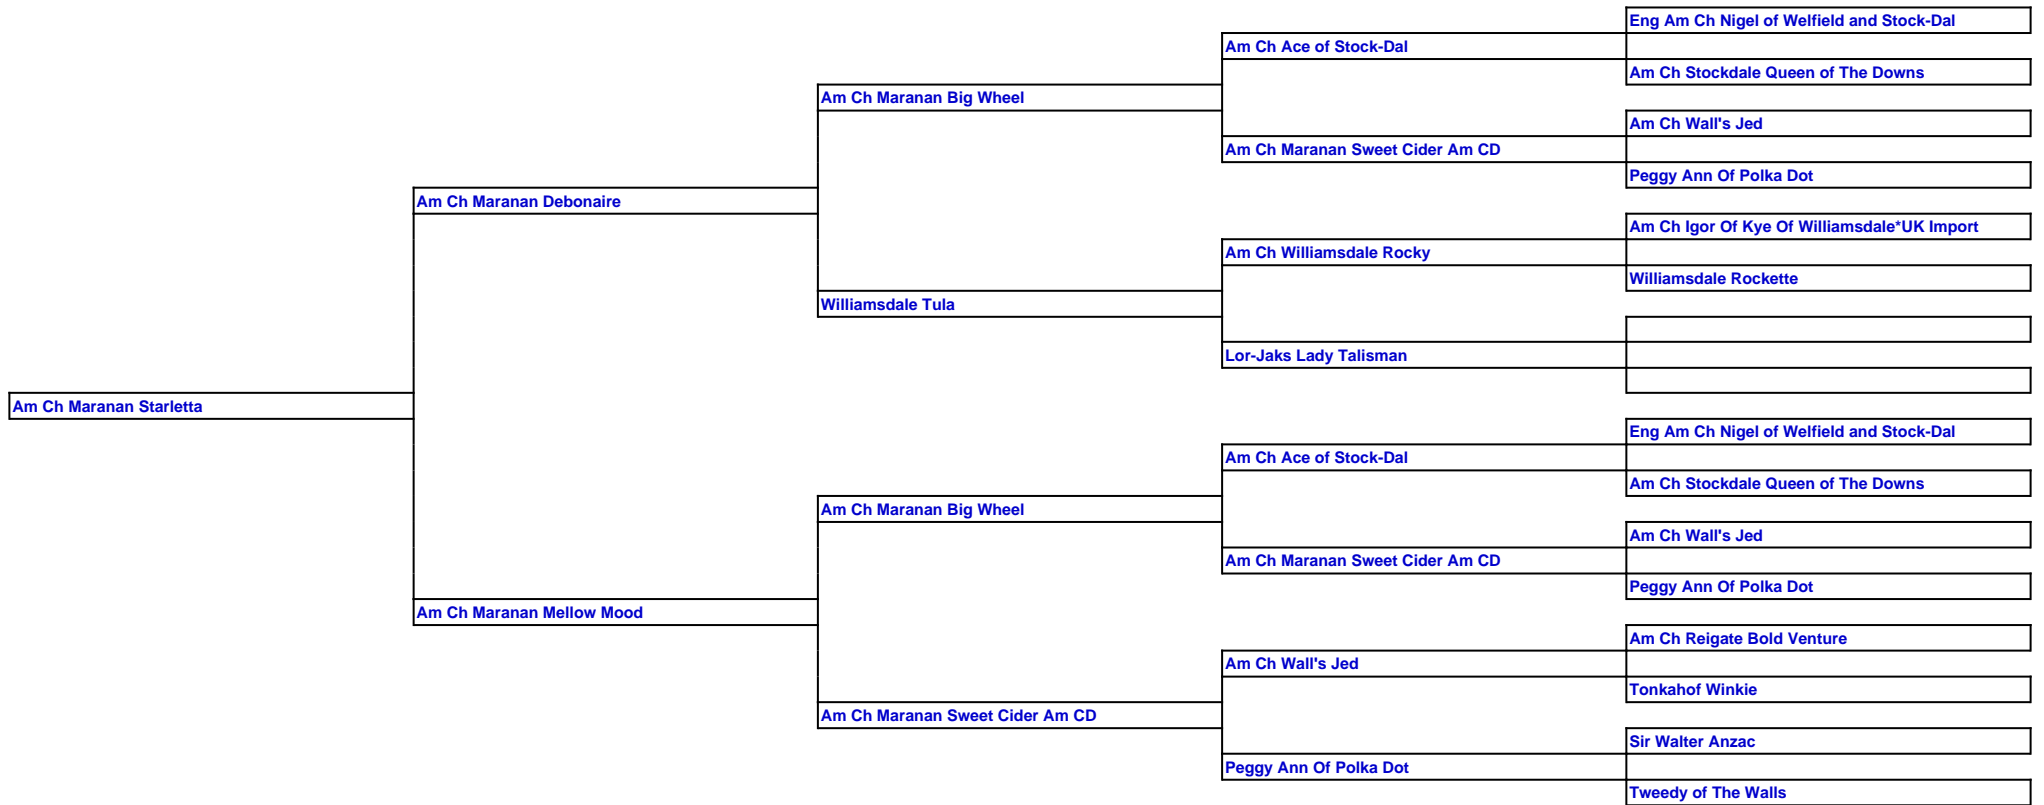 Eng Am Ch Nigel of Welfield and Stock-Dal
Am Ch Ace of Stock-Dal
Am Ch Stockdale Queen of The Downs
Am Ch Maranan Big Wheel
Am Ch Wall's Jed
Am Ch Maranan Sweet Cider Am CD
Peggy Ann Of Polka Dot
Am Ch Maranan Debonaire
Am Ch Igor Of Kye Of Williamsdale*UK Import
Am Ch Williamsdale Rocky
Williamsdale Rockette
Williamsdale Tula
Lor-Jaks Lady Talisman
Am Ch Maranan Starletta
Eng Am Ch Nigel of Welfield and Stock-Dal
Am Ch Ace of Stock-Dal
Am Ch Stockdale Queen of The Downs
Am Ch Maranan Big Wheel
Am Ch Wall's Jed
Am Ch Maranan Sweet Cider Am CD
Peggy Ann Of Polka Dot
Am Ch Maranan Mellow Mood
Am Ch Reigate Bold Venture
Am Ch Wall's Jed
Tonkahof Winkie
Am Ch Maranan Sweet Cider Am CD
Sir Walter Anzac
Peggy Ann Of Polka Dot
Tweedy of The Walls